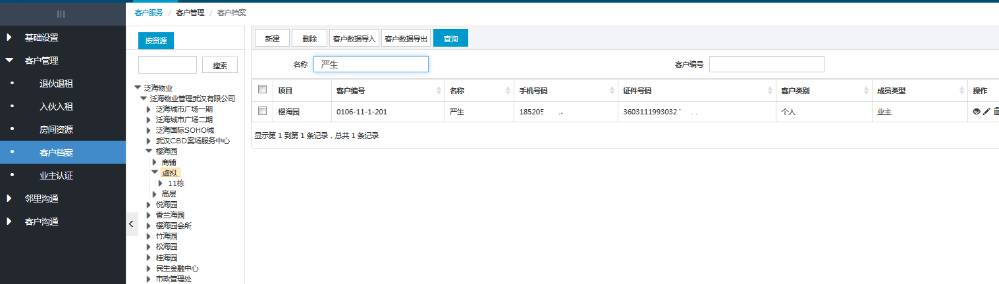 客户服务 / 客户管理 / 客户档案
基础设置
客户管理
退伙退租
入伙入租
房间资源
客户档案
业主认证
邻里沟通
客户沟通
按资源
搜索
泛海物业
泛海物业管理武汉有限公司
泛海城市广场一期
泛海城市广场二期
泛海国际SOHO城
武汉CBD案场服务中心
樱海园
商铺
虚拟
11栋
高层
悦海园
香兰海园
樱海园会所
竹海园
松海园
桂海园
民生金融中心
市政管理处
新建 删除 客户数据导入 客户数据导出 查询
名称 严生 客户编号
项目 客户编号 名称 手机号码 证件号码 客户类别 成员类型 操作
樱海园 0106-11-1-201 严生 185205 3603111993032 个人 业主
显示第 1 到第 1 条记录，总共 1 条记录